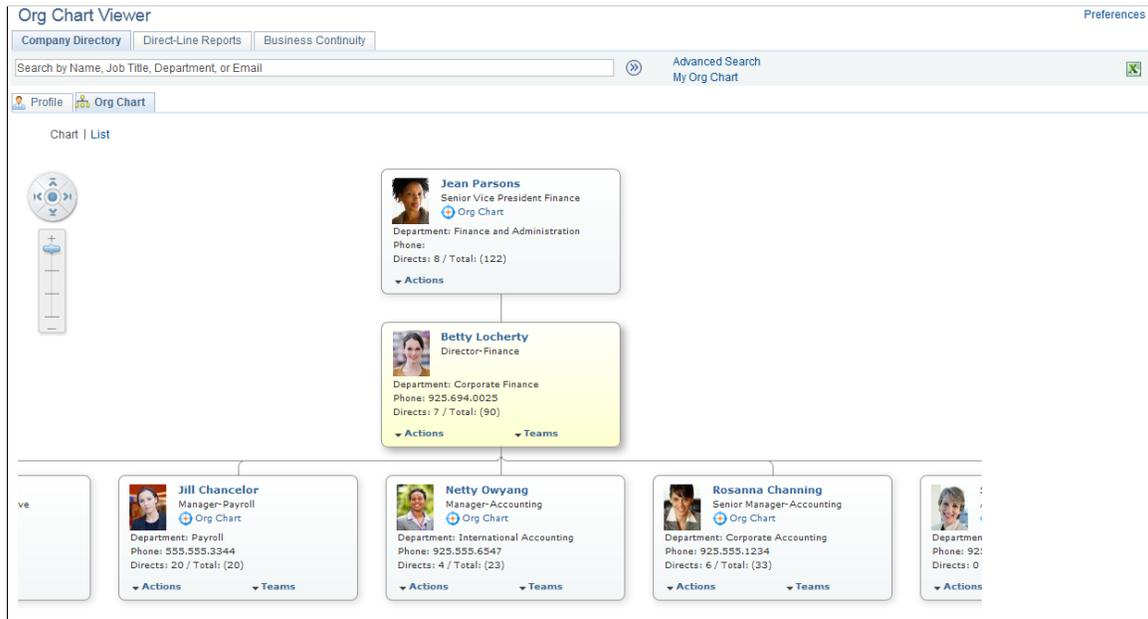 Org Chart Viewer
Preferences
Company Directory
Direct-Line Reports
Business Continuity
Search by Name, Job Title, Department, or Email
Advanced Search
My Org Chart
Profile
Org Chart
Chart | List
Jean Parsons
Senior Vice President Finance
Org Chart
Department: Finance and Administration
Phone:
Directs: 8 / Total: (122)
Actions
Betty Locherty
Director-Finance
Department: Corporate Finance
Phone: 925.694.0025
Directs: 7 / Total: (90)
Actions Teams
ve
Jill Chancelor
Manager-Payroll
Org Chart
Department: Payroll
Phone: 555.555.3344
Directs: 20 / Total: (20)
Actions Teams
Netty Owyang
Manager-Accounting
Org Chart
Department: International Accounting
Phone: 925.555.6547
Directs: 4 / Total: (23)
Actions Teams
Rosanna Channing
Senior Manager-Accounting
Org Chart
Department: Corporate Accounting
Phone: 925.555.1234
Directs: 6 / Total: (33)
Actions Teams
Departmen
Phone: 92
Directs: 0
Actions